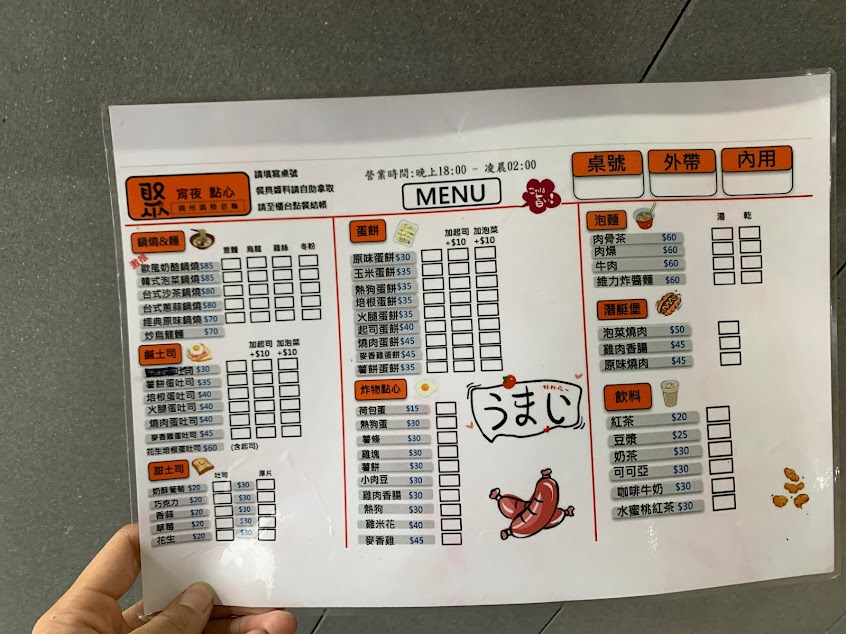 聚 宵夜 點心
請填寫桌號
餐具醬料請自助拿取
請至櫃台點餐結帳
營業時間:晚上18:00 - 凌晨02:00
MENU
桌號 外帶 內用
鍋燒&麵
意麵 烏龍 雞絲 冬粉
歐風奶酪鍋燒 $85
韓式泡菜鍋燒 $85
台式沙茶鍋燒 $80
台式蔥蒜鍋燒 $80
經典原味鍋燒 $70
炒烏龍麵 $70
鹹土司
加起司 加泡菜
+$10 +$10
$30
薯餅蛋吐司 $35
培根蛋吐司 $40
火腿蛋吐司 $40
燒肉蛋吐司 $40
麥香雞蛋吐司 $45
花生培根蛋吐司 $60 (含起司)
甜土司
吐司 厚片
奶酥葡萄 $20 $30
巧克力 $20 $30
香蒜 $20 $30
草莓 $20 $30
花生 $20 $30
蛋餅
加起司 加泡菜
+$10 +$10
原味蛋餅 $30
玉米蛋餅 $35
熱狗蛋餅 $35
培根蛋餅 $35
火腿蛋餅 $35
起司蛋餅 $40
燒肉蛋餅 $45
麥香雞蛋餅 $45
薯餅蛋餅 $35
炸物點心
荷包蛋 $15
熱狗蛋 $30
薯條 $30
雞塊 $30
薯餅 $30
小肉豆 $30
雞肉香腸 $30
熱狗 $30
雞米花 $40
麥香雞 $45
うまい
泡麵
湯 乾
肉骨茶 $60
肉燥 $60
牛肉 $60
維力炸醬麵 $60
潛艇堡
泡菜燒肉 $50
雞肉香腸 $45
原味燒肉 $45
飲料
紅茶 $20
豆漿 $25
奶茶 $30
可可亞 $30
咖啡牛奶 $30
水蜜桃紅茶 $30